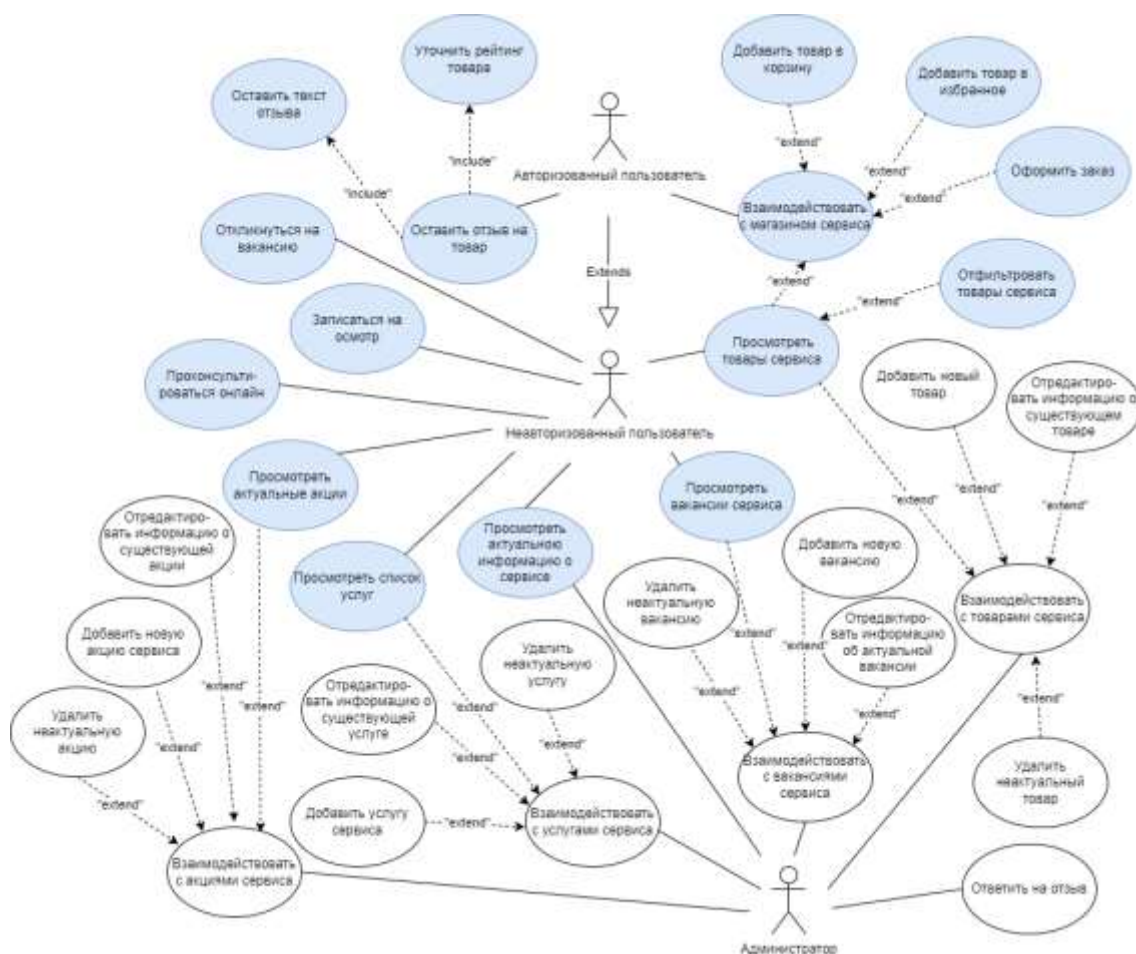 Уточнить рейтинг
товара
Добавить товар в
корзину
Добавить товар в
избранное
Оставить текст
отзыва
"extend"
"extend"
"include"
"include"
Авторизованный пользователь
"extend"
Оформить заказ
Взаимодействовать
с магазином сервиса
Откликнуться на
вакансию
Оставить отзыв на
товар
Extends
"extend"
Отфильтровать
товары сервиса
"extend"
Записаться на
осмотр
Просмотреть
товары сервиса
Проконсульти-
роваться онлайн
Добавить новый
товар
Отредактиро-
вать информацию о
существующем
товаре
Неавторизованный пользователь
Просмотреть
актуальные акции
Просмотреть
вакансии сервиса
"extend"
"extend"
"extend"
Отредактиро-
вать информацию о
существующей
акции
Просмотреть
актуальною
информацию о
сервисе
Добавить новую
вакансию
Просмотреть список
услуг
Удалить
неактуальную
вакансию
Взаимодействовать
с товарами сервиса
"extend"
Добавить новую
акцию сервиса
Отредактиро-
вать информацию
об актуальной
вакансии
"extend"
Удалить
неактуальную
услугу
"extend"
"extend"
"extend"
Отредактиро-
вать информацию о
существующей
услуге
"extend"
"extend"
"extend"
Удалить
неактуальную
акцию
"extend"
"extend"
"extend"
Взаимодействовать
с вакансиями
сервиса
Удалить
неактуальный
товар
"extend"
Добавить услугу
сервиса
"extend"
Взаимодействовать
с услугами сервиса
Взаимодействовать
с акциями сервиса
Ответить на отзыв
Администратор